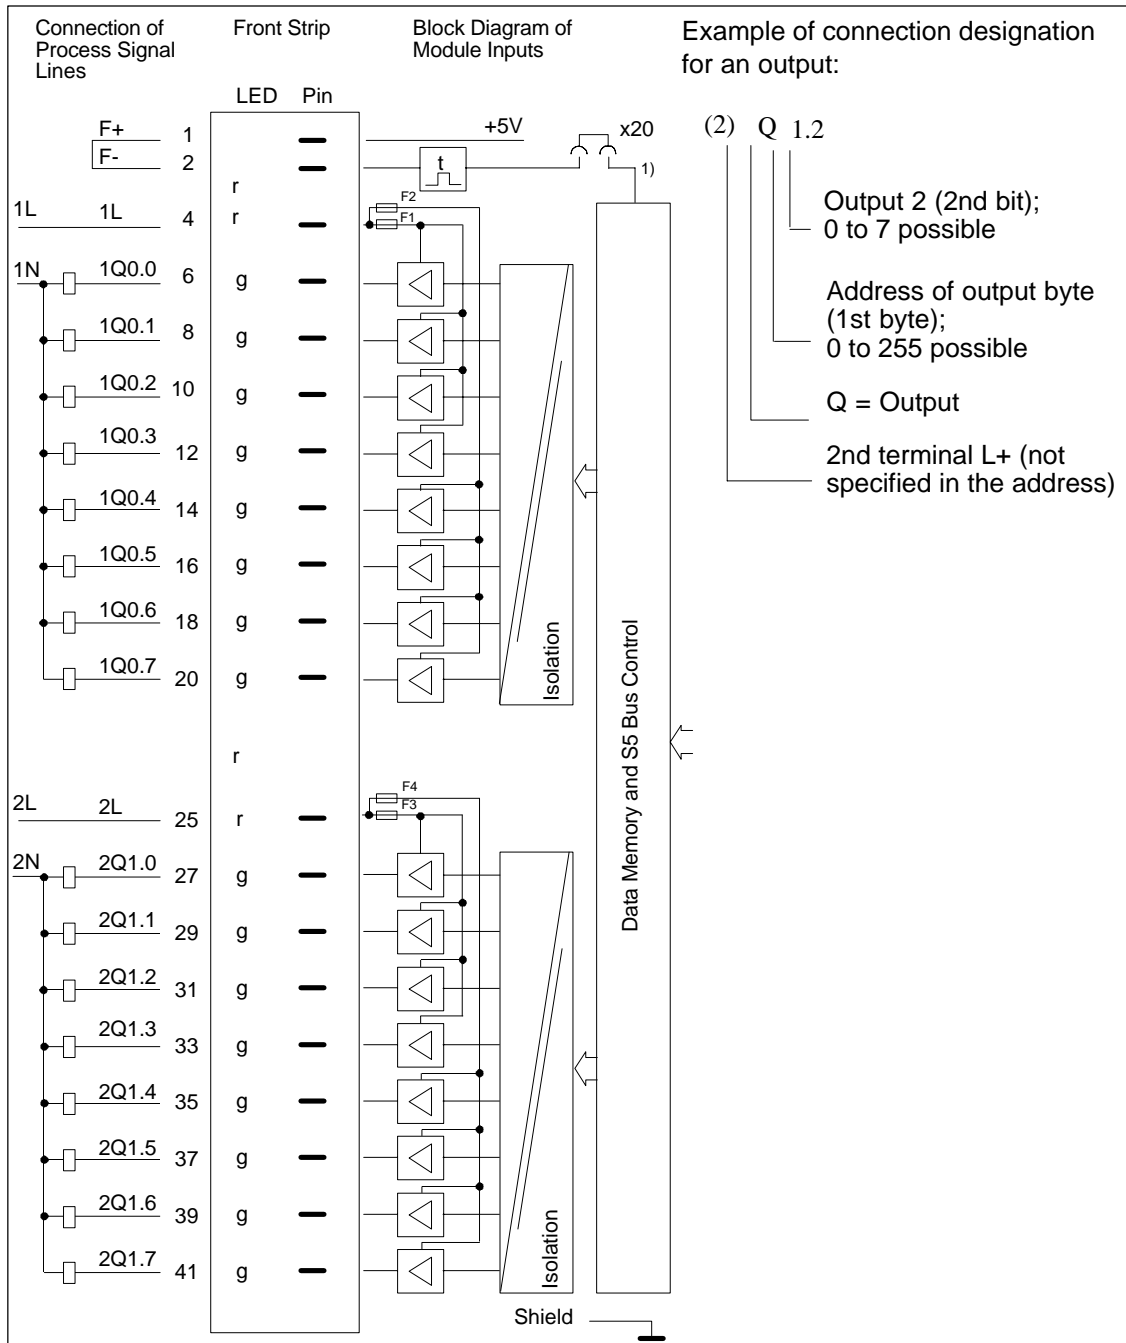 Connection of
Process Signal
Lines
Front Strip
Block Diagram of
Module Inputs
Example of connection designation
for an output:
LED Pin
F+ 1 +5V x20
F- 2 t 1)
r
F2
1L 1L 4 r F1
1N 1Q0.0 6 g
1Q0.1 8 g
1Q0.2 10 g
1Q0.3 12 g
1Q0.4 14 g
1Q0.5 16 g
1Q0.6 18 g
1Q0.7 20 g
Isolation
r
F4
2L 2L 25 r F3
2N 2Q1.0 27 g
2Q1.1 29 g
2Q1.2 31 g
2Q1.3 33 g
2Q1.4 35 g
2Q1.5 37 g
2Q1.6 39 g
2Q1.7 41 g
Isolation
Data Memory and S5 Bus Control
Shield
(2) Q 1.2
Output 2 (2nd bit);
0 to 7 possible
Address of output byte
(1st byte);
0 to 255 possible
Q = Output
2nd terminal L+ (not
specified in the address)